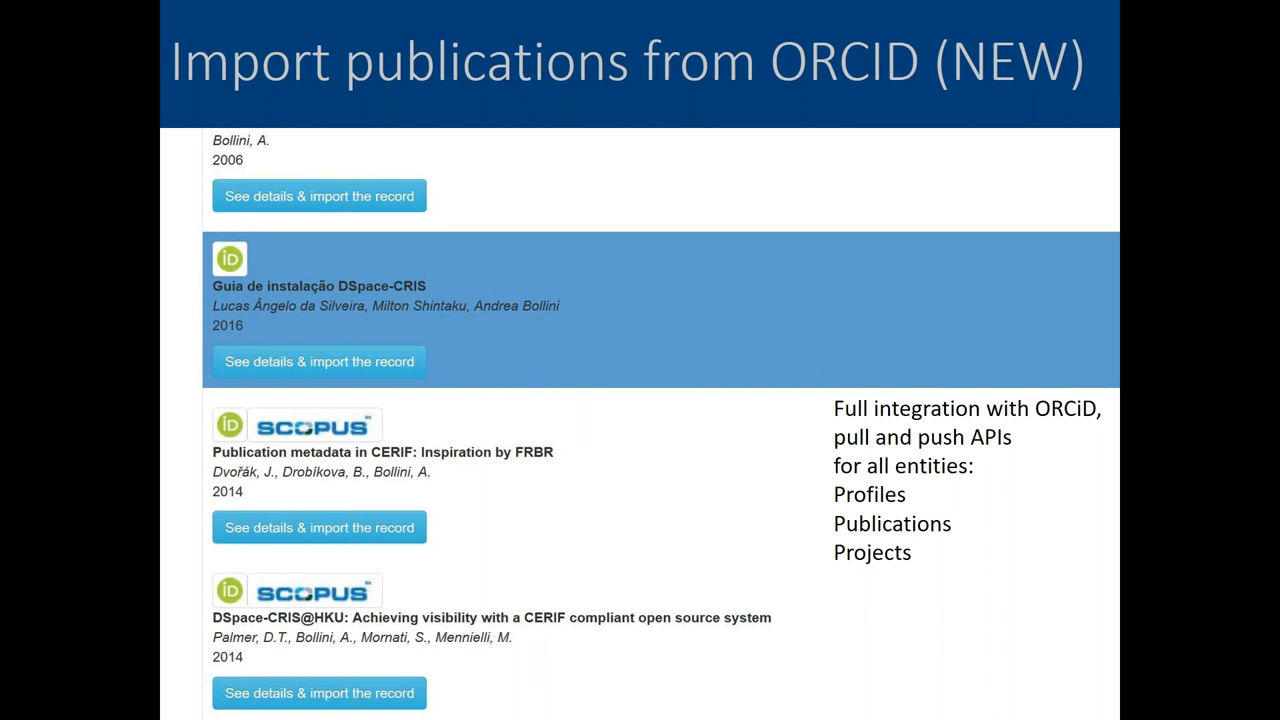 Import publications from ORCID (NEW)
Bollini, A.
2006
See details & import the record
iD
Guia de instalação DSpace-CRIS
Lucas Ângelo da Silveira, Milton Shintaku, Andrea Bollini
2016
See details & import the record
iD SCOPUS™
Publication metadata in CERIF: Inspiration by FRBR
Dvořák, J., Drobikova, B., Bollini, A.
2014
See details & import the record
iD SCOPUS™
DSpace-CRIS@HKU: Achieving visibility with a CERIF compliant open source system
Palmer, D.T., Bollini, A., Mornati, S., Mennielli, M.
2014
See details & import the record
Full integration with ORCiD,
pull and push APIs
for all entities:
Profiles
Publications
Projects